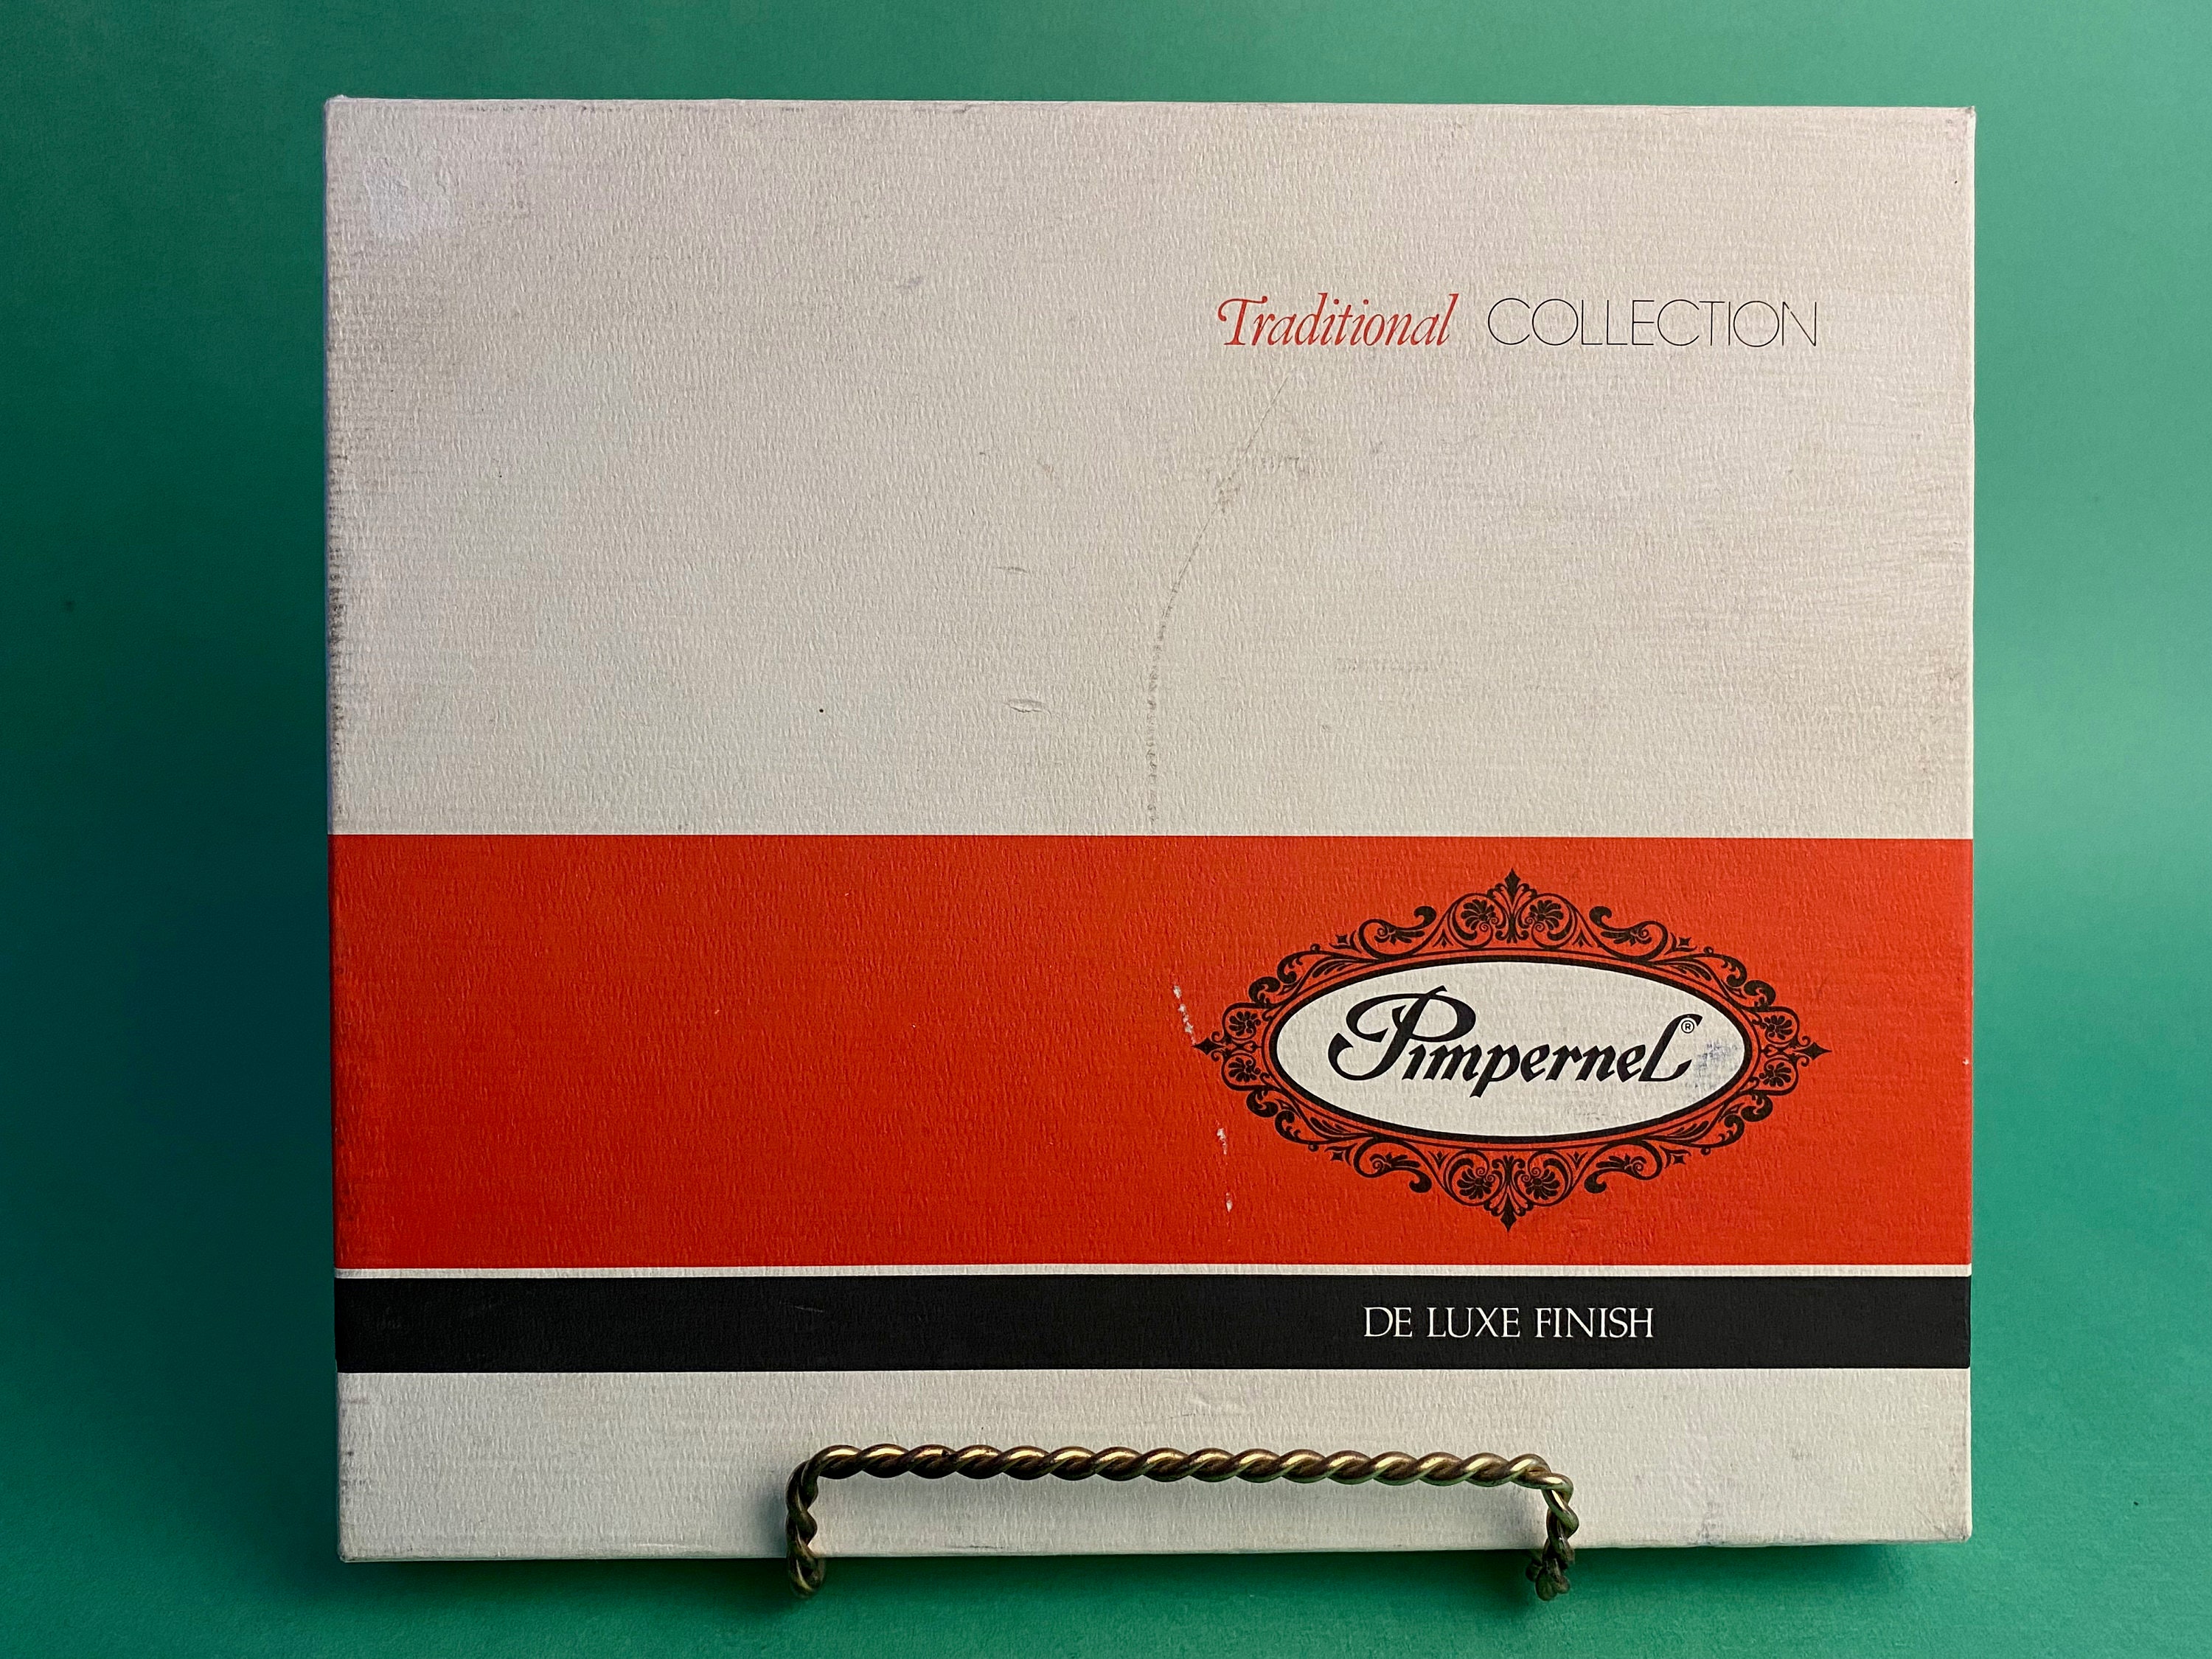 Traditional COLLECTION
Pimpernel®
DE LUXE FINISH